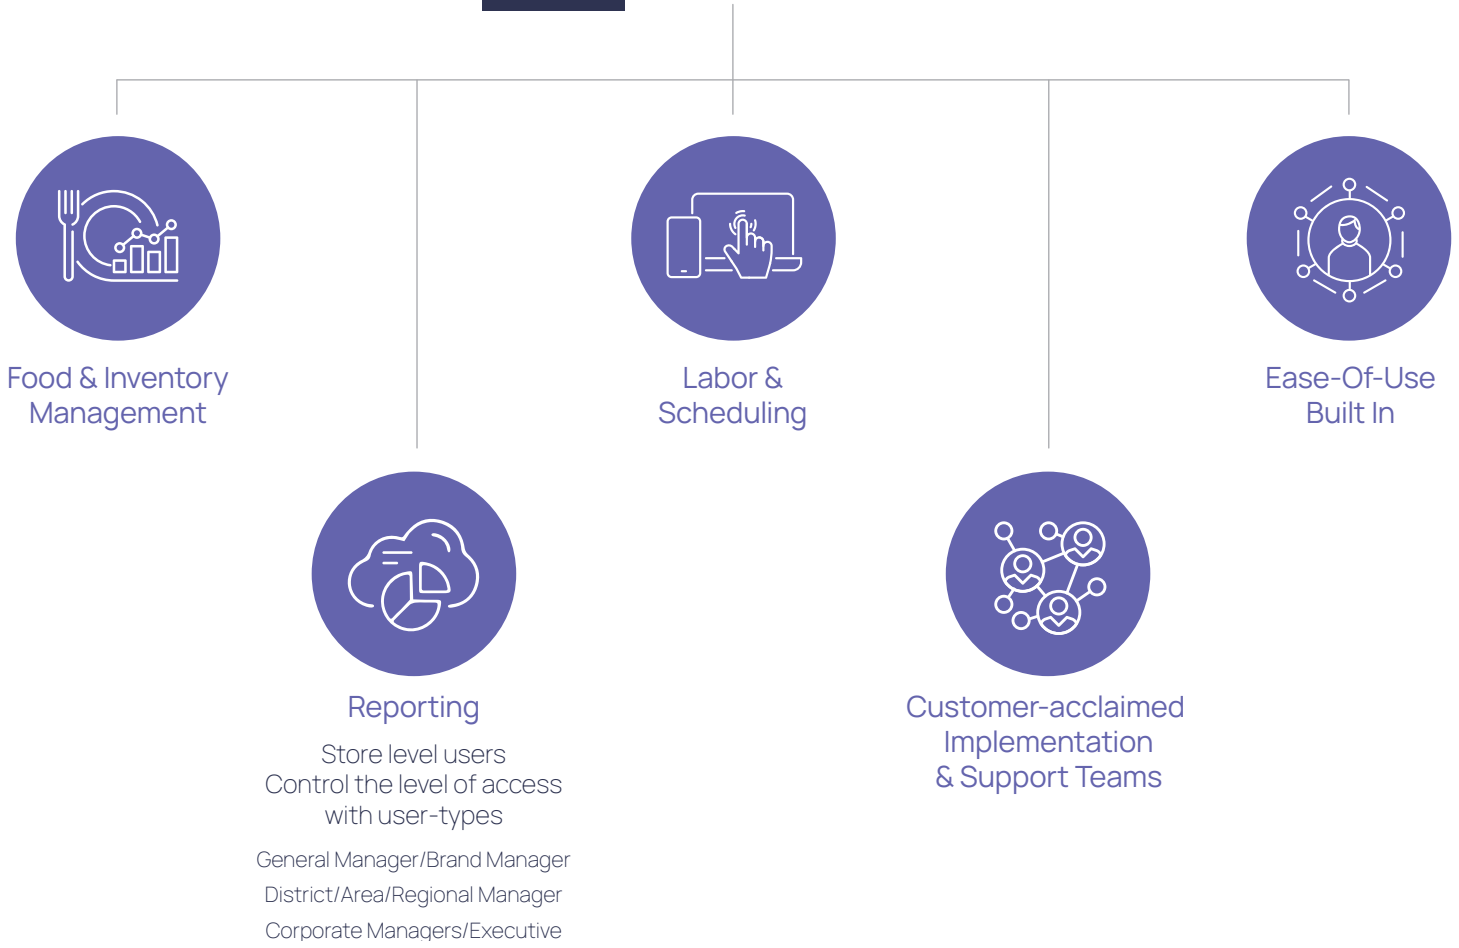 Food & Inventory
Management
Labor &
Scheduling
Ease-Of-Use
Built In
Reporting
Store level users
Control the level of access
with user-types
General Manager/Brand Manager
District/Area/Regional Manager
Corporate Managers/Executive
Customer-acclaimed
Implementation
& Support Teams